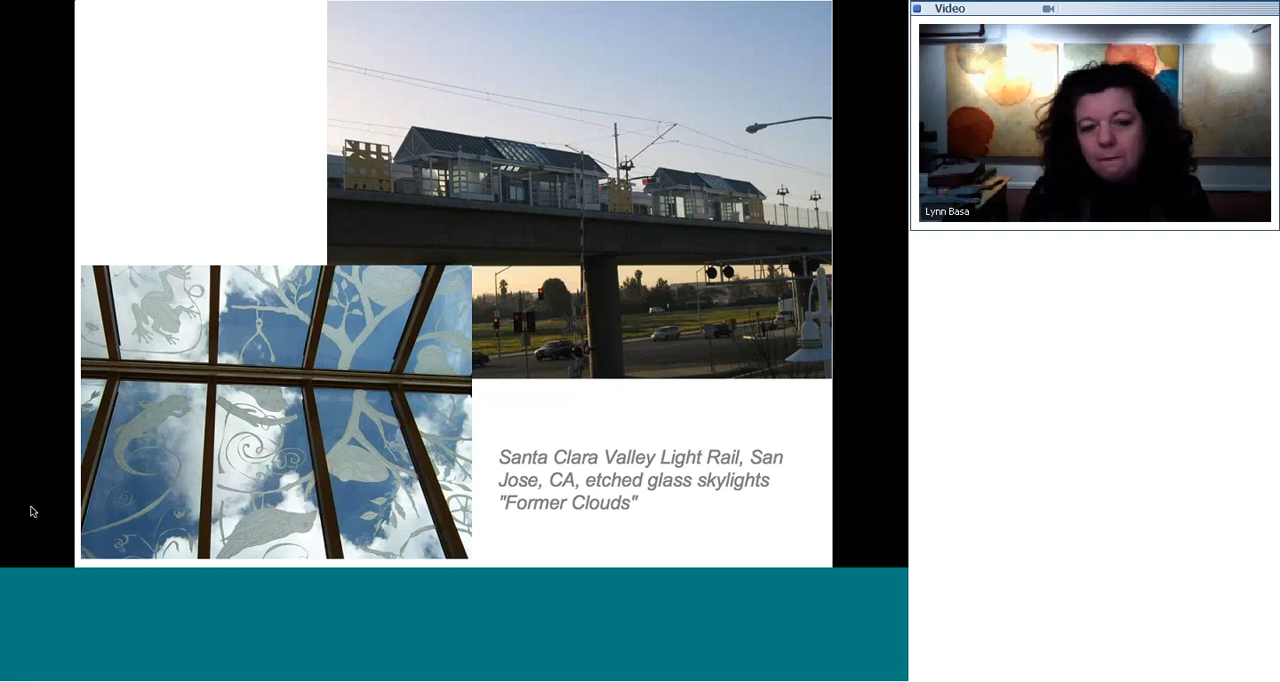 Video
Lynn Basa
Santa Clara Valley Light Rail, San
Jose, CA, etched glass skylights
"Former Clouds"